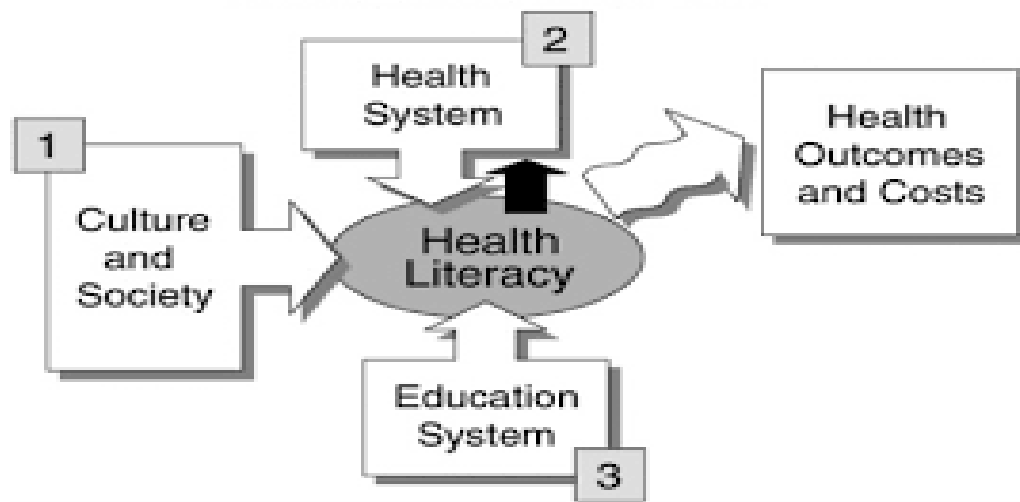 1
Culture
and
Society
2
Health
System
Health
Literacy
3
Education
System
Health
Outcomes
and Costs